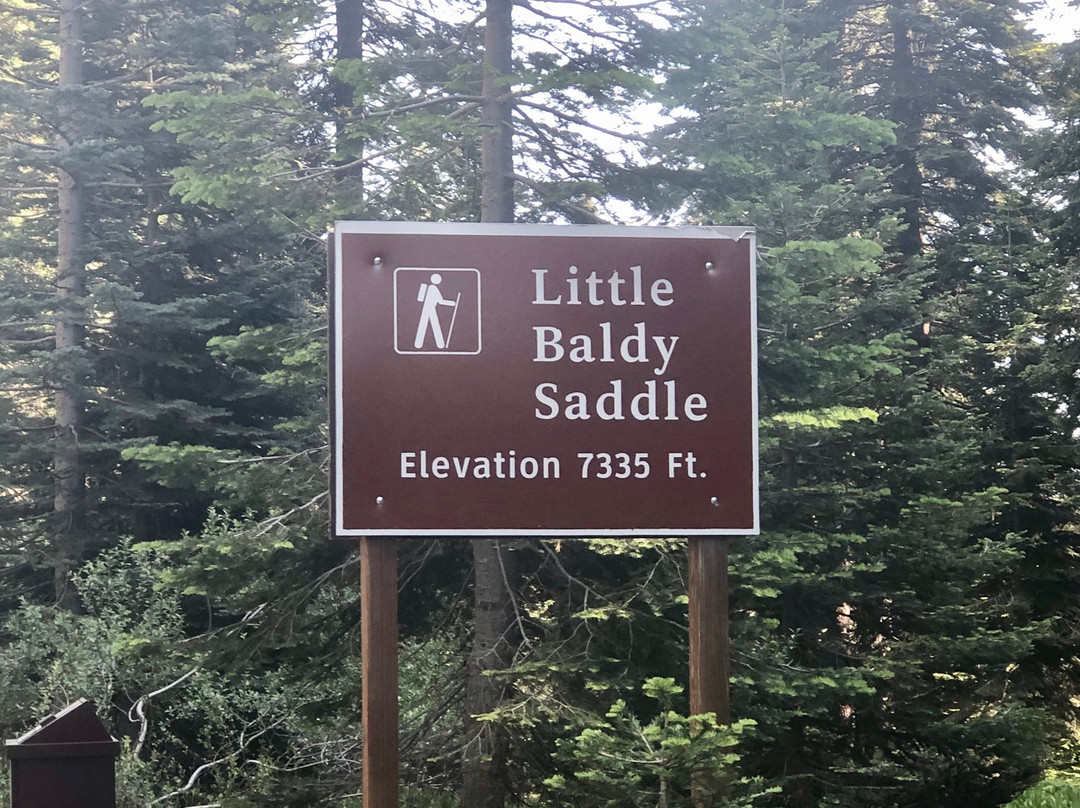 Little
Baldy
Saddle
Elevation 7335 Ft.